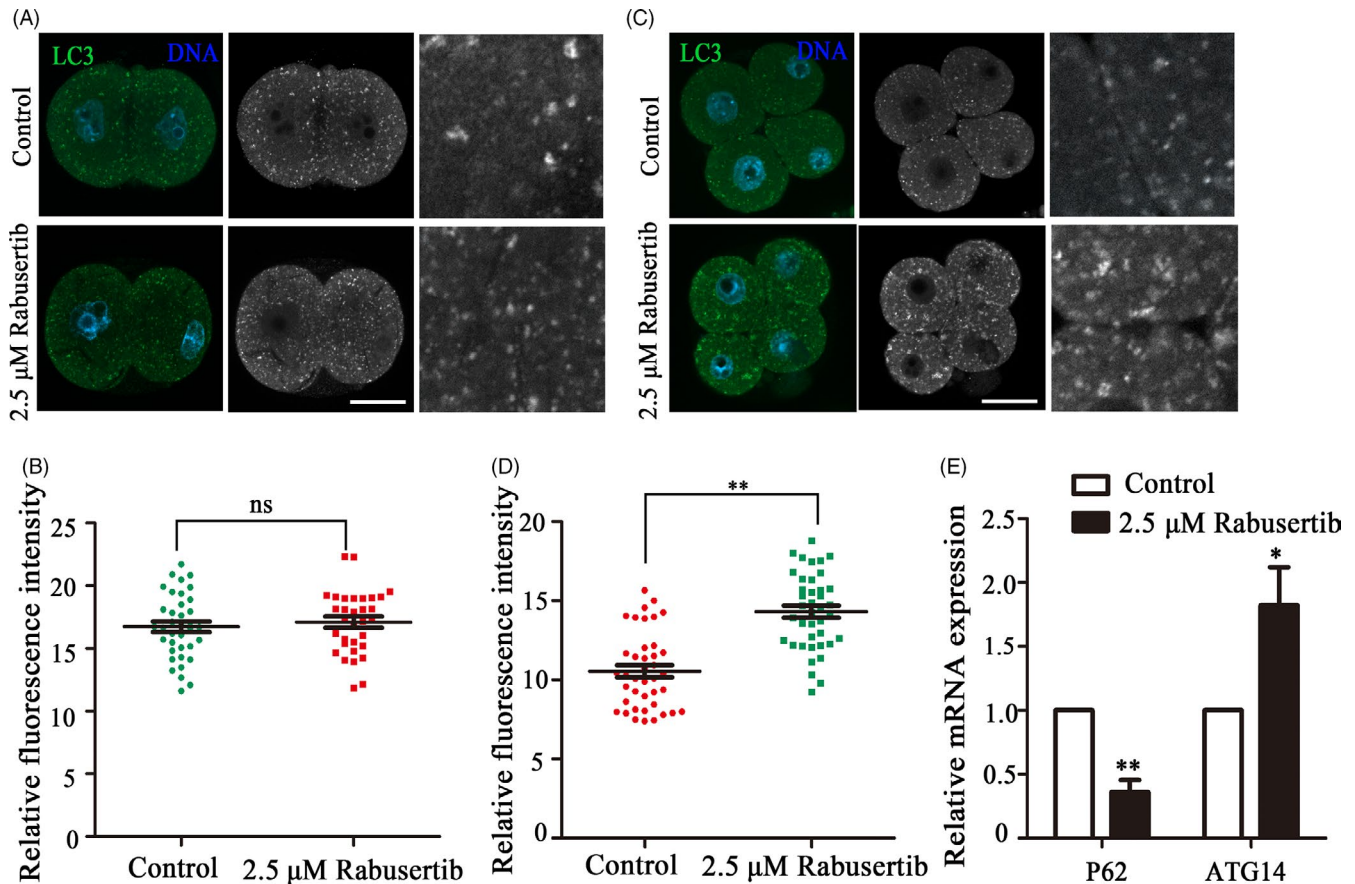 (A)
LC3 DNA
Control
2.5 μM Rabusertib
(C)
LC3 DNA
Control
2.5 μM Rabusertib
(B)
Relative fluorescence intensity
25
20
15
10
5
0
ns
Control
2.5 μM Rabusertib
(D)
Relative fluorescence intensity
20
15
10
5
0
**
Control
2.5 μM Rabusertib
(E)
Control
2.5 μM Rabusertib
Relative mRNA expression
2.5
2.0
1.0
0.5
0
**
*
P62
ATG14